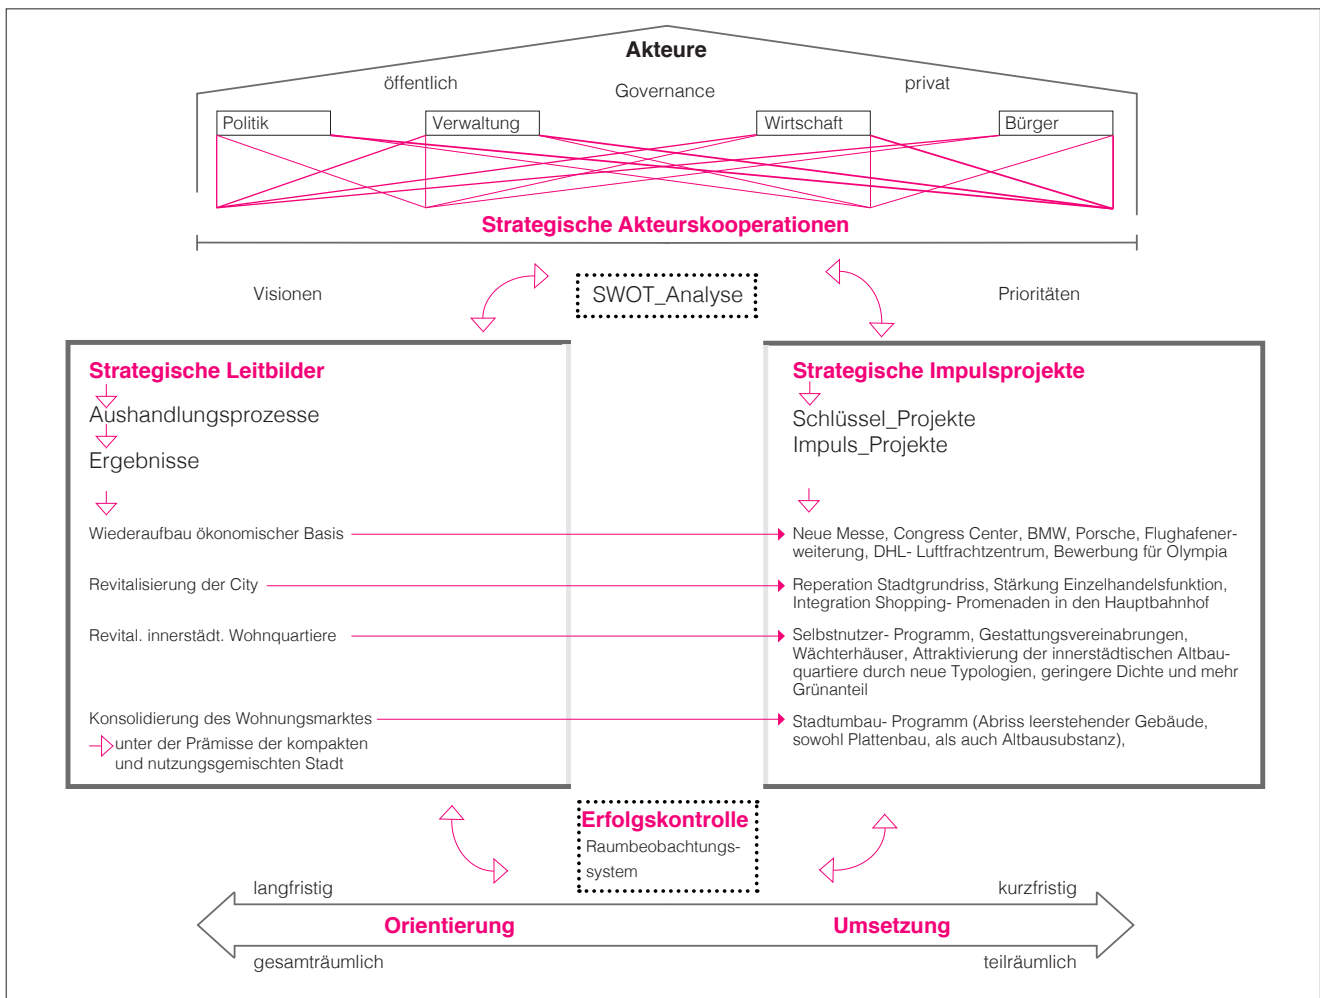 Akteure
öffentlich
Governance
privat
Politik
Verwaltung
Wirtschaft
Bürger
Strategische Akteurskooperationen
Visionen
SWOT_Analyse
Prioritäten
Strategische Leitbilder
Aushandlungsprozesse
Ergebnisse
Wiederaufbau ökonomischer Basis
Revitalisierung der City
Revital. innerstädt. Wohnquartiere
Konsolidierung des Wohnungsmarktes
unter der Prämisse der kompakten
und nutzungsgemischten Stadt
Strategische Impulsprojekte
Schlüssel_Projekte
Impuls_Projekte
Neue Messe, Congress Center, BMW, Porsche, Flughafener-
weiterung, DHL- Luftfrachtzentrum, Bewerbung für Olympia
Reperation Stadtgrundriss, Stärkung Einzelhandelsfunktion,
Integration Shopping- Promenaden in den Hauptbahnhof
Selbstnutzer- Programm, Gestattungsvereinabrungen,
Wächterhäuser, Attraktivierung der innerstädtischen Altbau-
quartiere durch neue Typologien, geringere Dichte und mehr
Grünanteil
Stadtumbau- Programm (Abriss leerstehender Gebäude,
sowohl Plattenbau, als auch Altbausubstanz),
Erfolgskontrolle
Raumbeobachtungs-
system
langfristig
kurzfristig
Orientierung
Umsetzung
gesamträumlich
teilräumlich